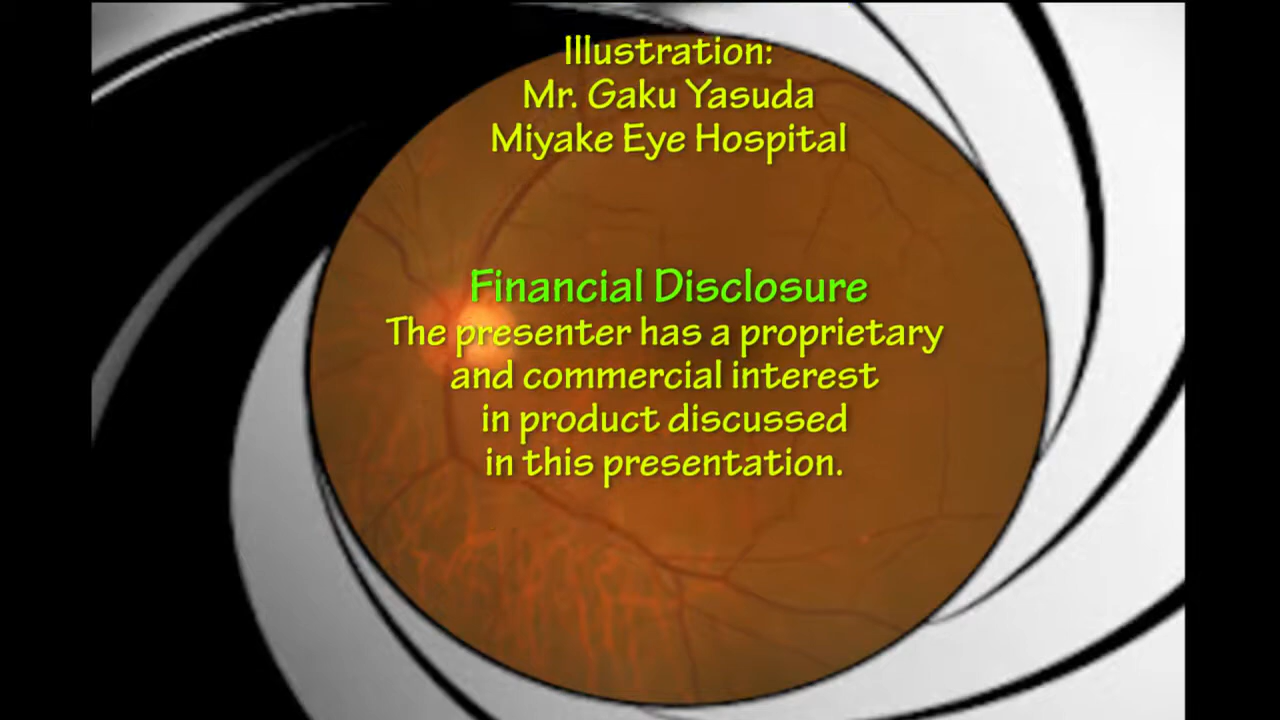 Illustration:
Mr. Gaku Yasuda
Miyake Eye Hospital
Financial Disclosure
The presenter has a proprietary
and commercial interest
in product discussed
in this presentation.